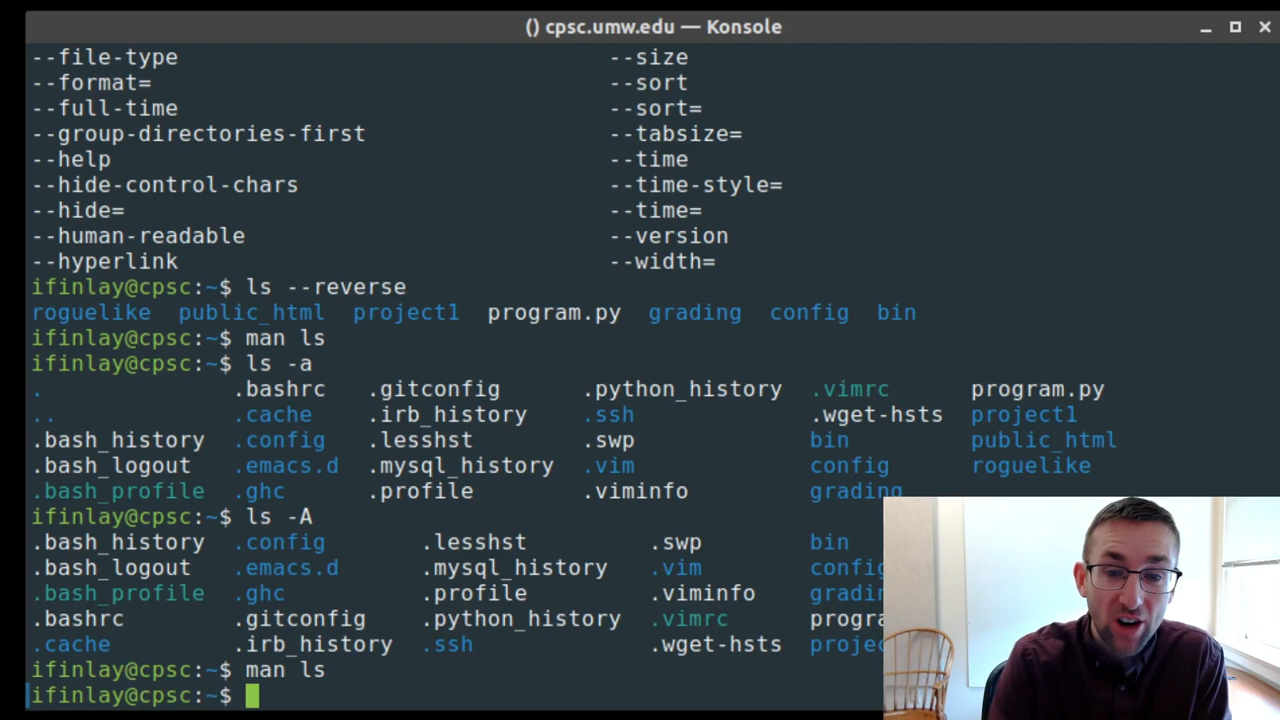 () cpsc.umw.edu — Konsole
--file-type --size
--format= --sort
--full-time --sort=
--group-directories-first --tabsize=
--help --time
--hide-control-chars --time-style=
--hide= --time=
--human-readable --version
--hyperlink --width=
ifinlay@cpsc:~$ ls --reverse
roguelike public_html project1 program.py grading config bin
ifinlay@cpsc:~$ man ls
ifinlay@cpsc:~$ ls -a
. .bashrc .gitconfig .python_history .vimrc program.py
.. .cache .irb_history .ssh .wget-hsts project1
.bash_history .config .lesshst .swp bin public_html
.bash_logout .emacs.d .mysql_history .vim config roguelike
.bash_profile .ghc .profile .viminfo grading
ifinlay@cpsc:~$ ls -A
.bash_history .config .lesshst .swp bin
.bash_logout .emacs.d .mysql_history .vim config
.bash_profile .ghc .profile .viminfo
.bashrc .gitconfig .python_history .vimrc
.cache .irb_history .ssh .wget-hsts
ifinlay@cpsc:~$ man ls
ifinlay@cpsc:~$